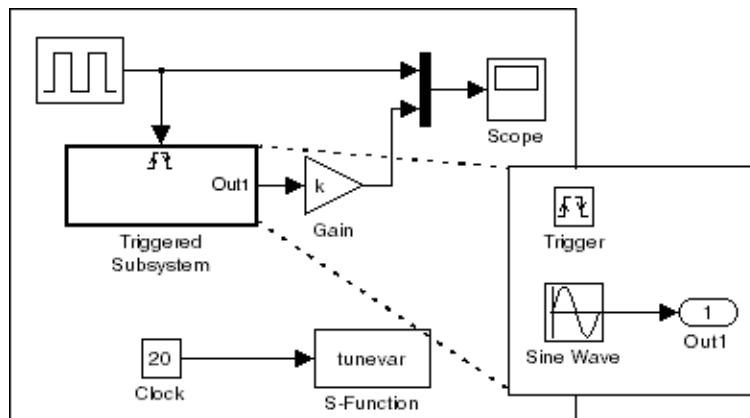 Scope
Out1
k
Triggered
Subsystem
Gain
Trigger
1
Sine Wave
Out1
20
Clock
tunevar
S-Function